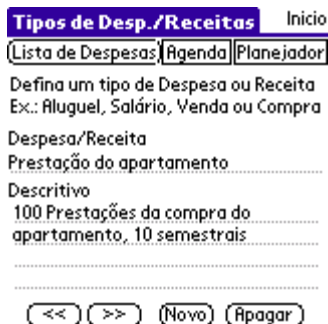 Tipos de Desp./Receitas Inicio
Lista de Despesas Agenda Planejador
Defina um tipo de Despesa ou Receita
Ex.: Aluguel, Salário, Venda ou Compra
Despesa/Receita
Prestação do apartamento
Descritivo
100 Prestações da compra do
apartamento, 10 semestrais
<< >> Novo Apagar